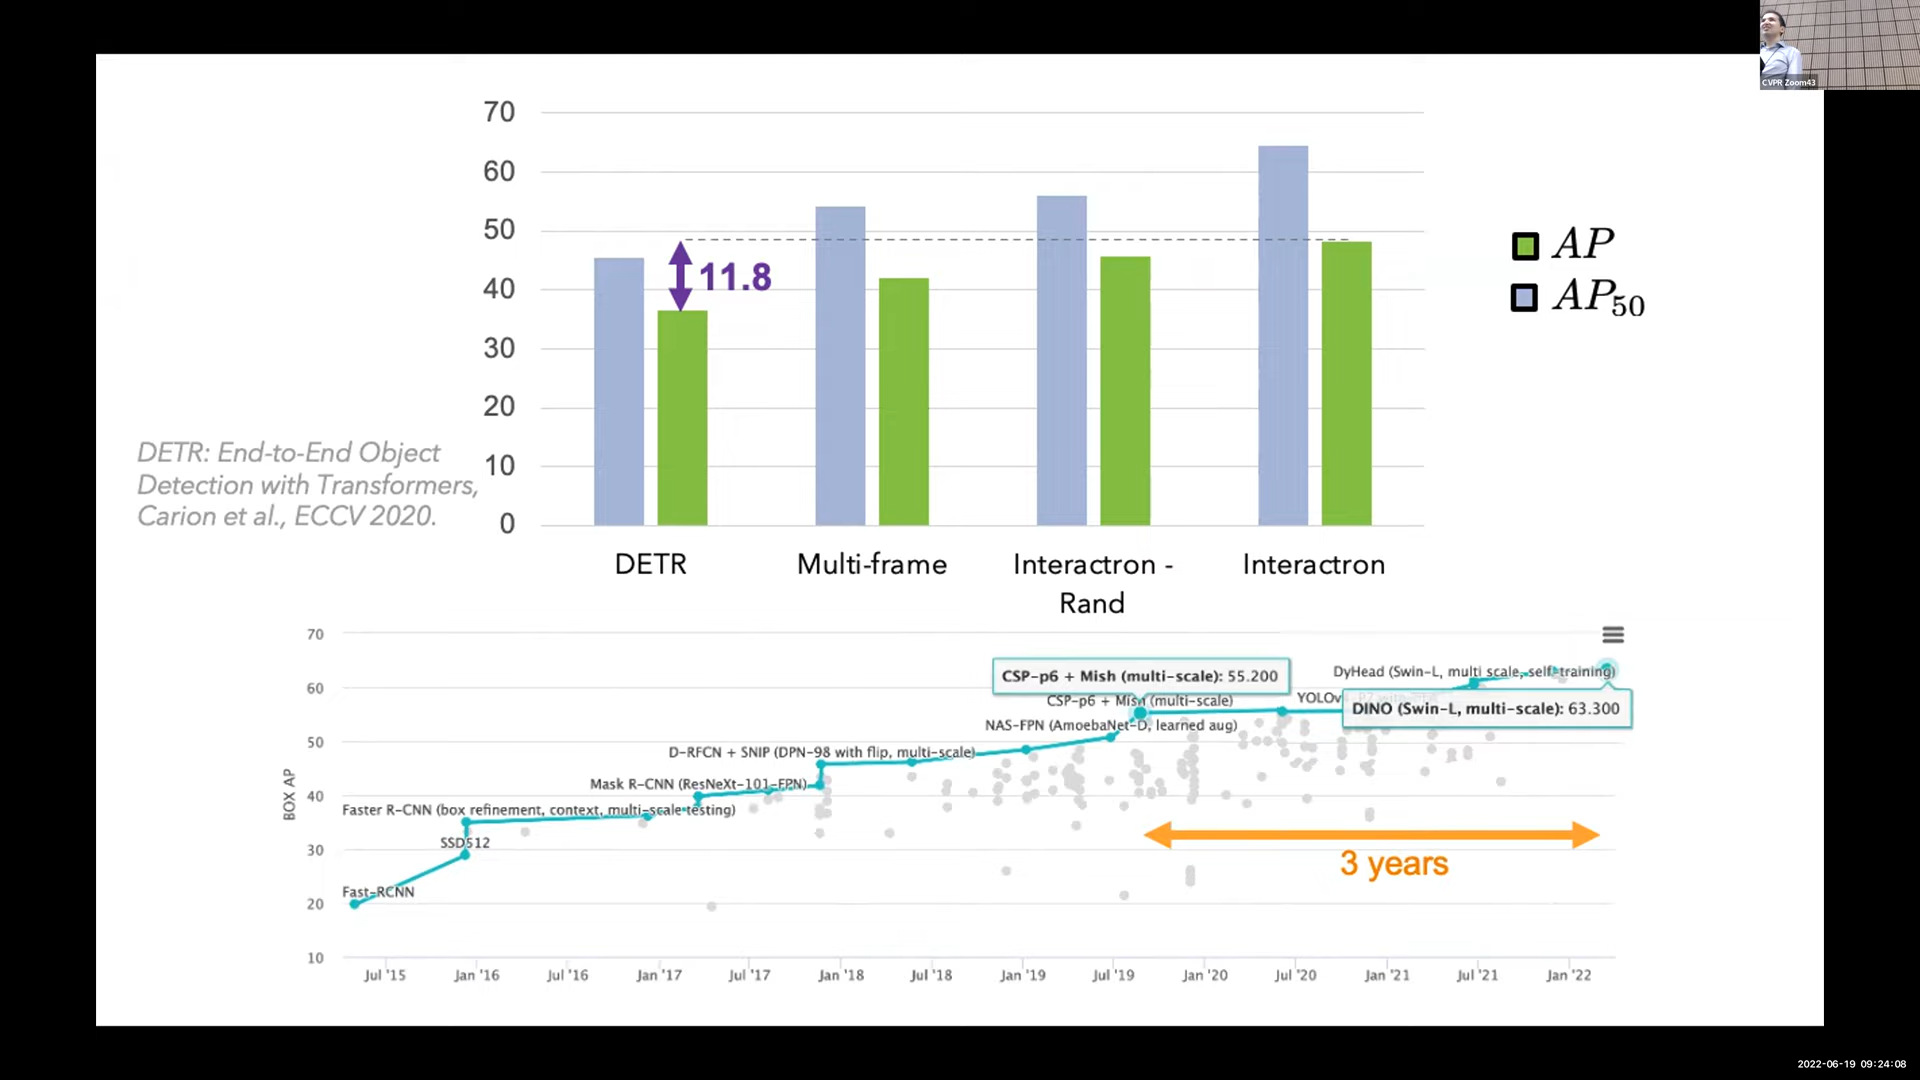 CVPR Zoom43
70
60
50
40
30
20
10
0
11.8
AP
AP50
DETR: End-to-End Object
Detection with Transformers,
Carion et al., ECCV 2020.
DETR
Multi-frame
Interactron -
Rand
Interactron
70
60
50
40
30
20
10
BOX AP
DyHead (Swin-L, multi scale, self-training)
CSP-p6 + Mish (multi-scale): 55.200
CSP-p6 + Mish (multi-scale)
DINO (Swin-L, multi-scale): 63.300
NAS-FPN (AmoebaNet-D, learned aug)
D-RFCN + SNIP (DPN-98 with flip, multi-scale)
Mask R-CNN (ResNeXt-101-FPN)
Faster R-CNN (box refinement, context, multi-scale testing)
SSD512
Fast-RCNN
3 years
Jul '15
Jan '16
Jul '16
Jan '17
Jul '17
Jan '18
Jul '18
Jan '19
Jul '19
Jan '20
Jul '20
Jan '21
Jul '21
Jan '22
2022-06-19 09:24:08